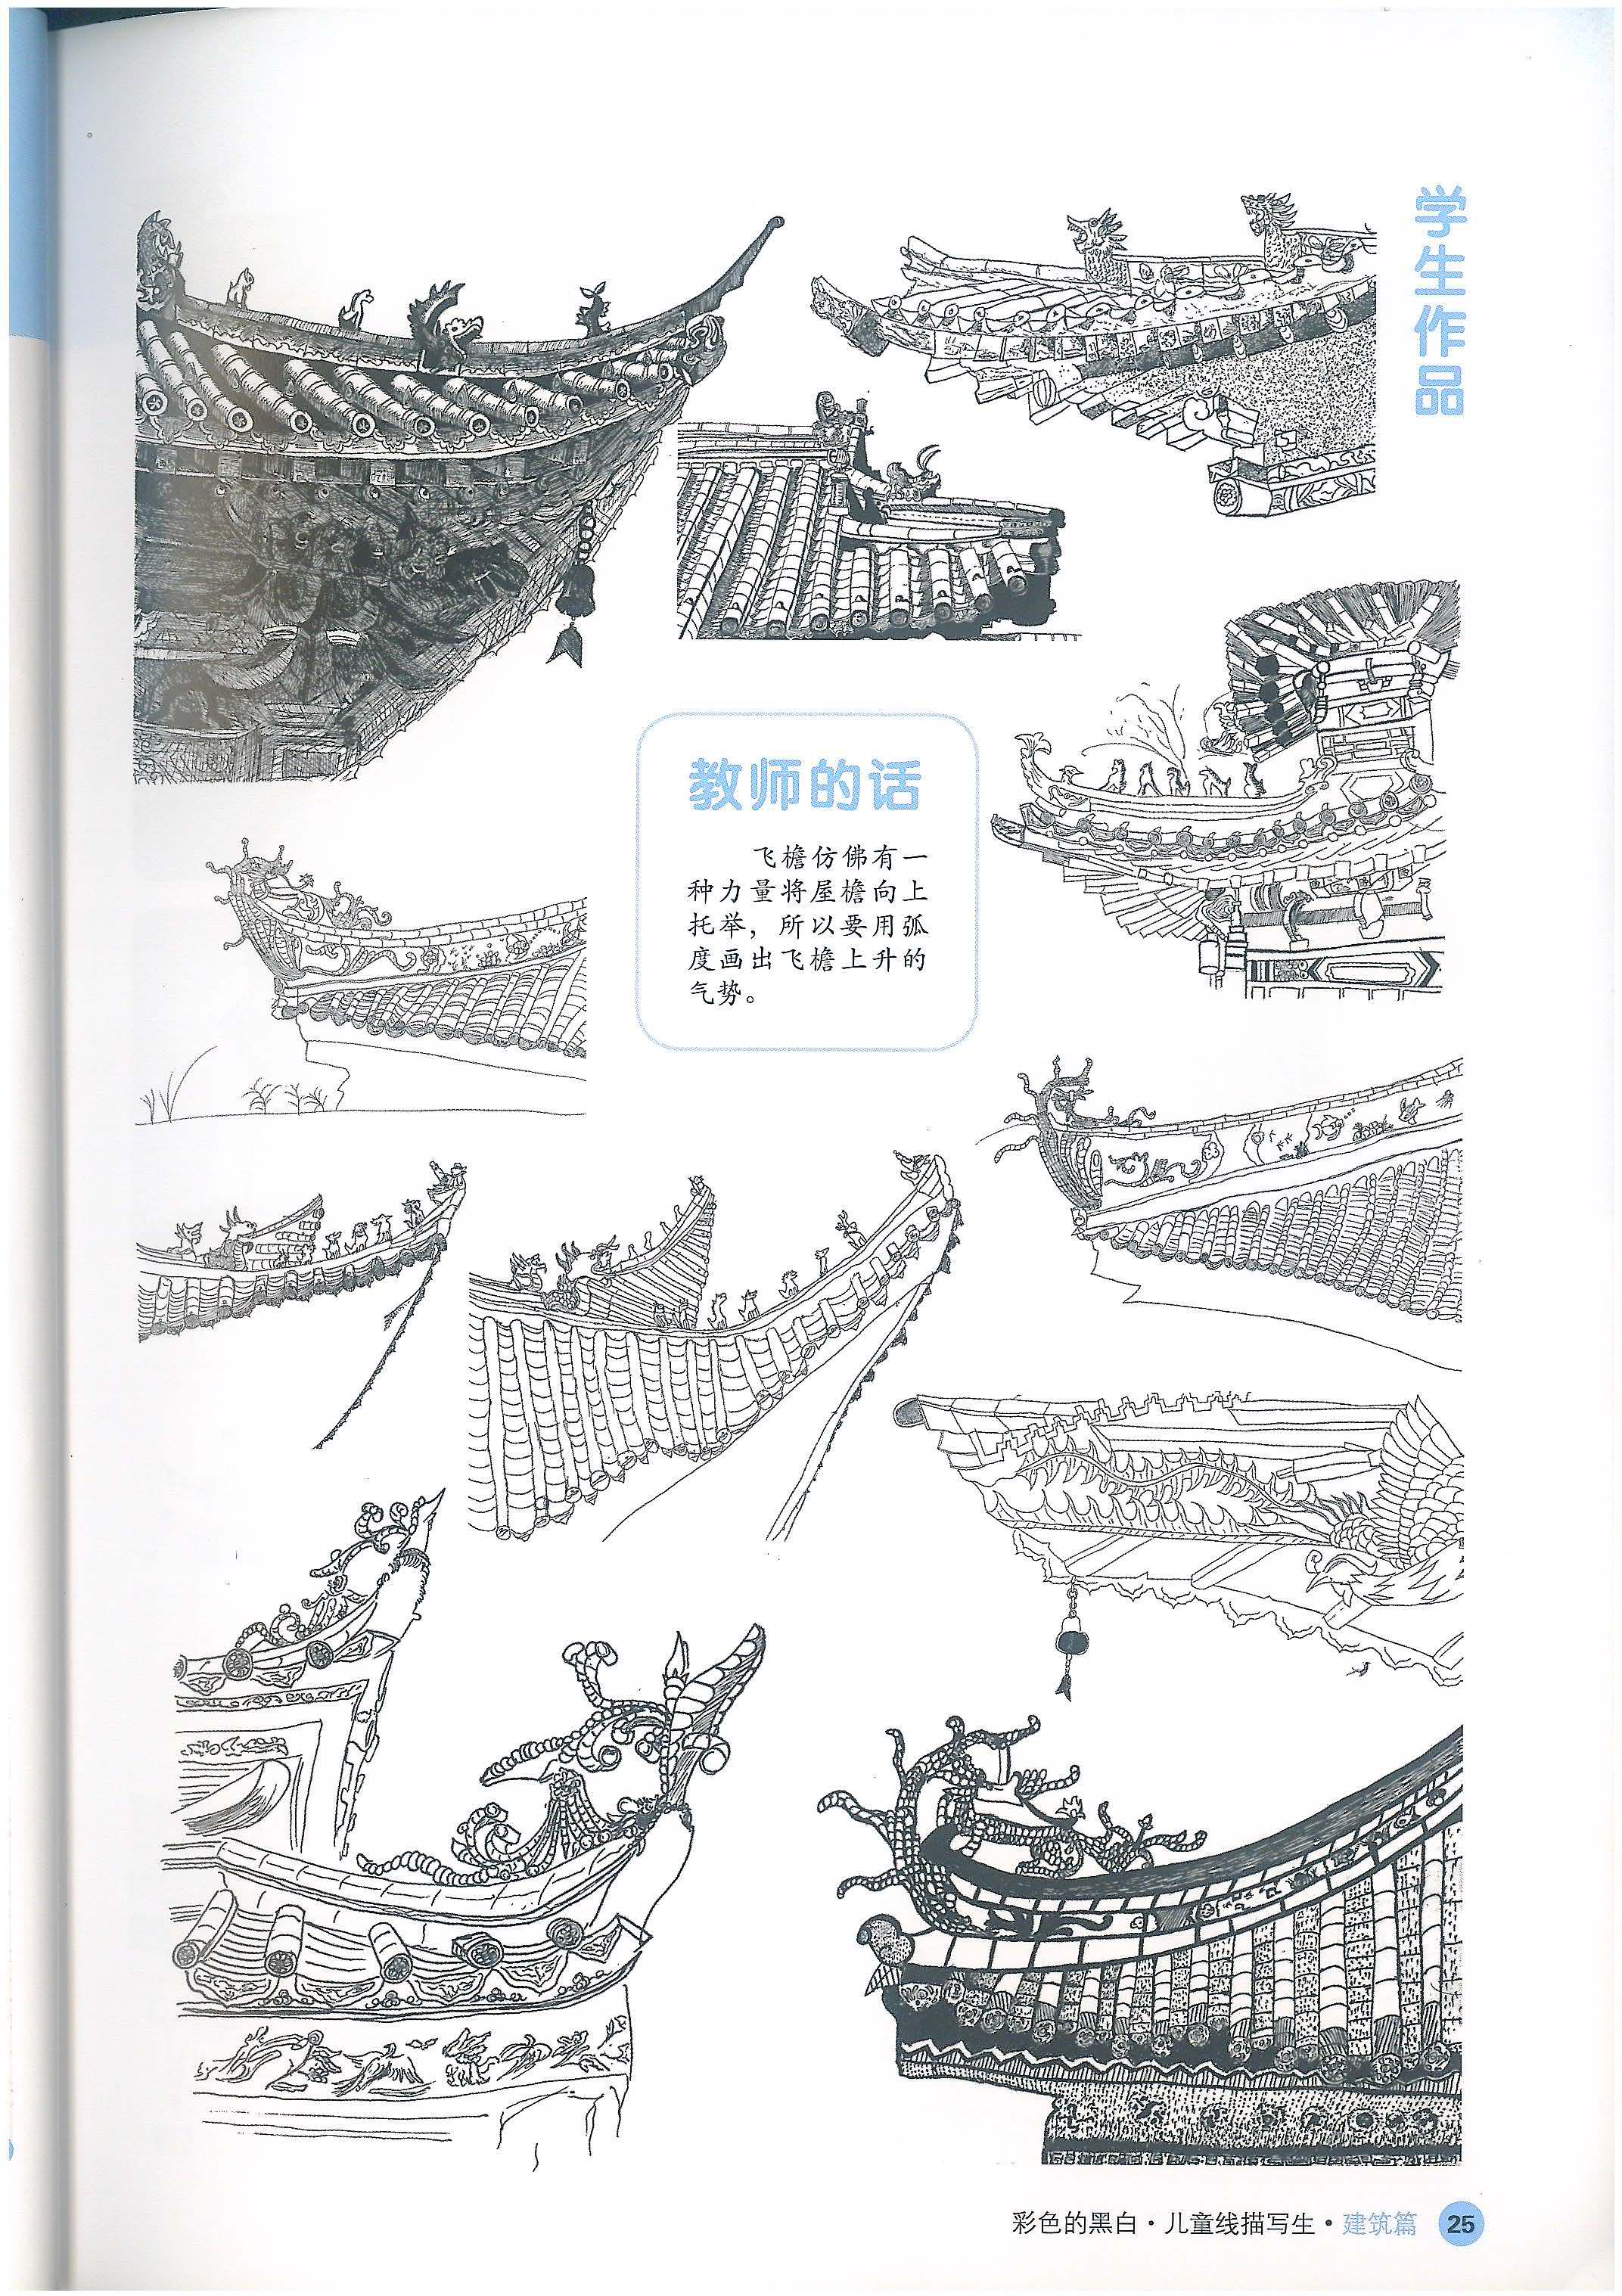 学生作品
教师的话
飞檐仿佛有一
种力量将屋檐向上
托举，所以要用弧
度画出飞檐上升的
气势。
彩色的黑白·儿童线描写生·建筑篇 25